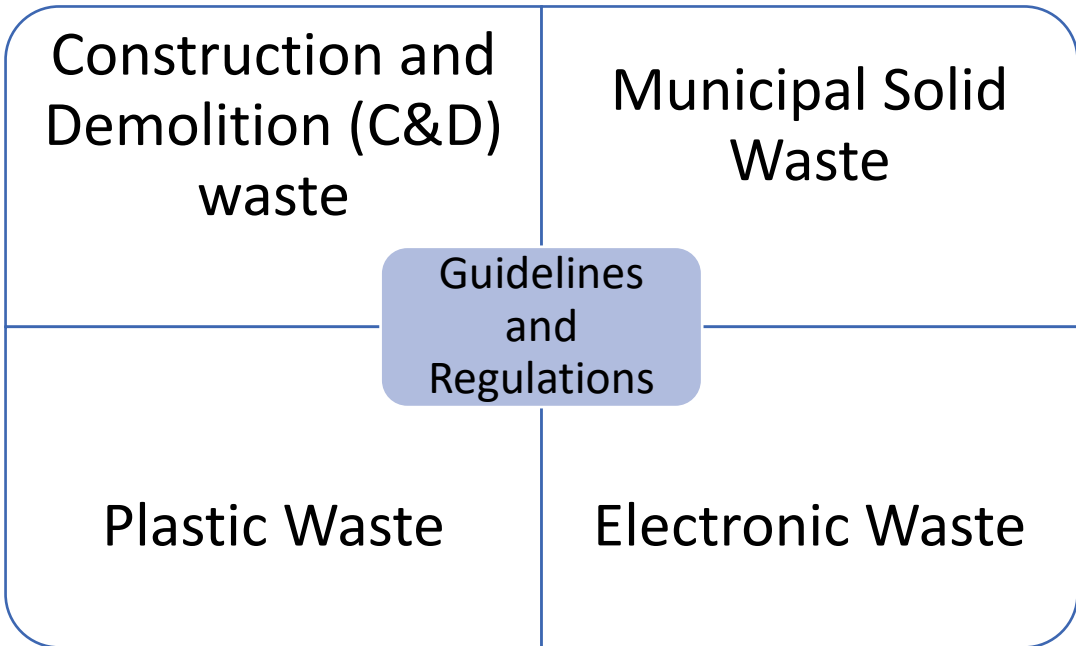 Construction and
Demolition (C&D)
waste
Municipal Solid
Waste
Guidelines
and
Regulations
Plastic Waste
Electronic Waste